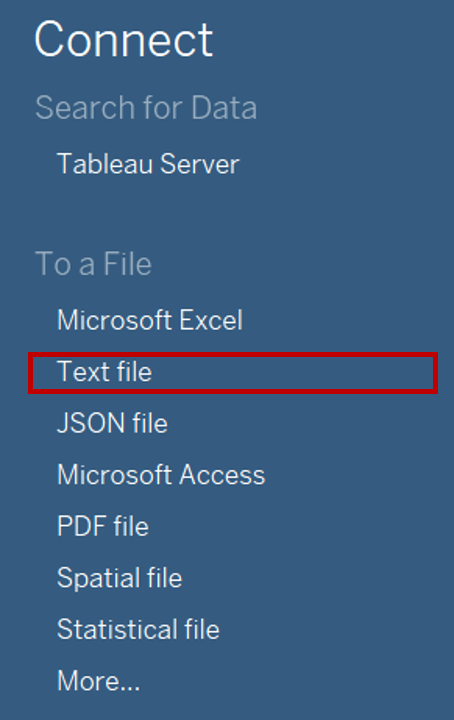 Connect
Search for Data
Tableau Server
To a File
Microsoft Excel
Text file
JSON file
Microsoft Access
PDF file
Spatial file
Statistical file
More...